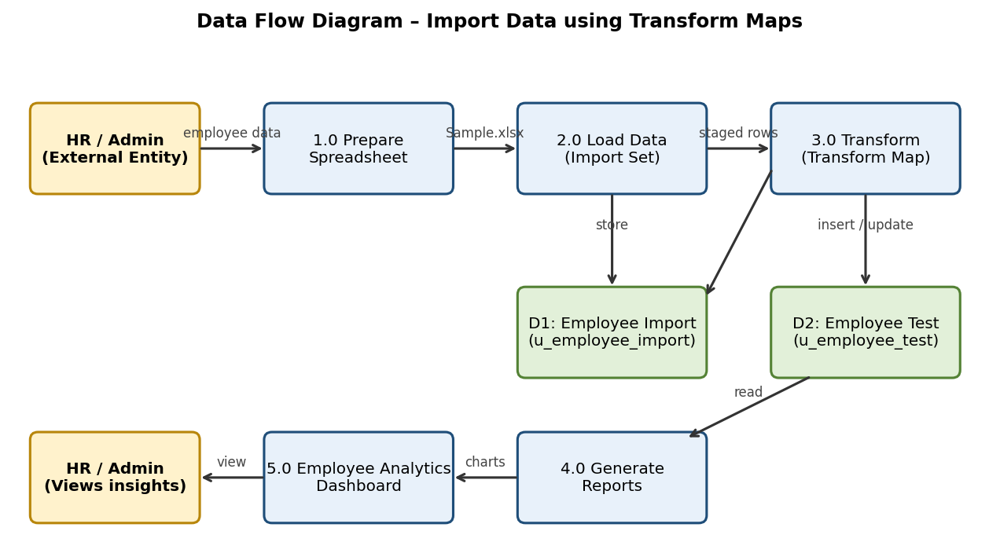 Data Flow Diagram – Import Data using Transform Maps
HR / Admin
(External Entity)
employee data
1.0 Prepare
Spreadsheet
Sample.xlsx
2.0 Load Data
(Import Set)
staged rows
3.0 Transform
(Transform Map)
store
insert / update
D1: Employee Import
(u_employee_import)
D2: Employee Test
(u_employee_test)
read
HR / Admin
(Views insights)
view
5.0 Employee Analytics
Dashboard
charts
4.0 Generate
Reports